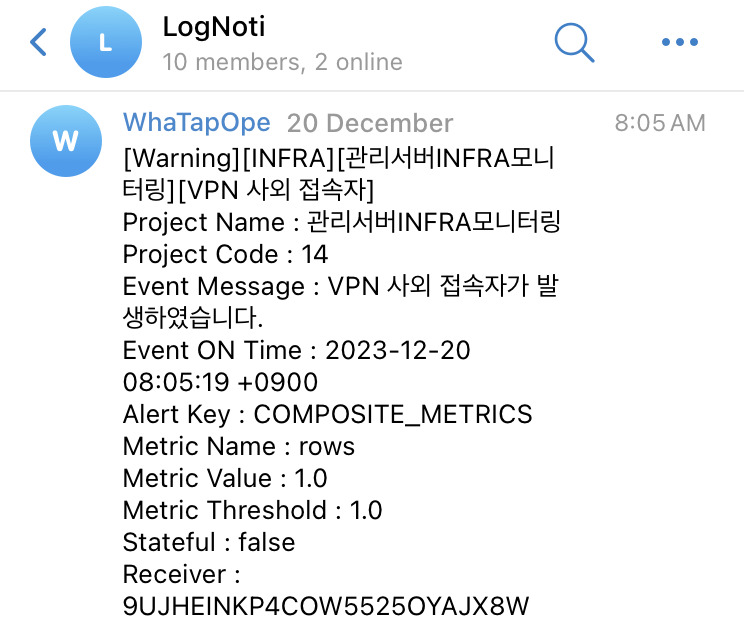 L
LogNoti
10 members, 2 online
W
WhaTapOpe 20 December 8:05 AM
[Warning][INFRA][관리서버INFRA모니
터링][VPN 사외 접속자]
Project Name : 관리서버INFRA모니터링
Project Code : 14
Event Message : VPN 사외 접속자가 발
생하였습니다.
Event ON Time : 2023-12-20
08:05:19 +0900
Alert Key : COMPOSITE_METRICS
Metric Name : rows
Metric Value : 1.0
Metric Threshold : 1.0
Stateful : false
Receiver :
9UJHEINKP4COW5525OYAJX8W